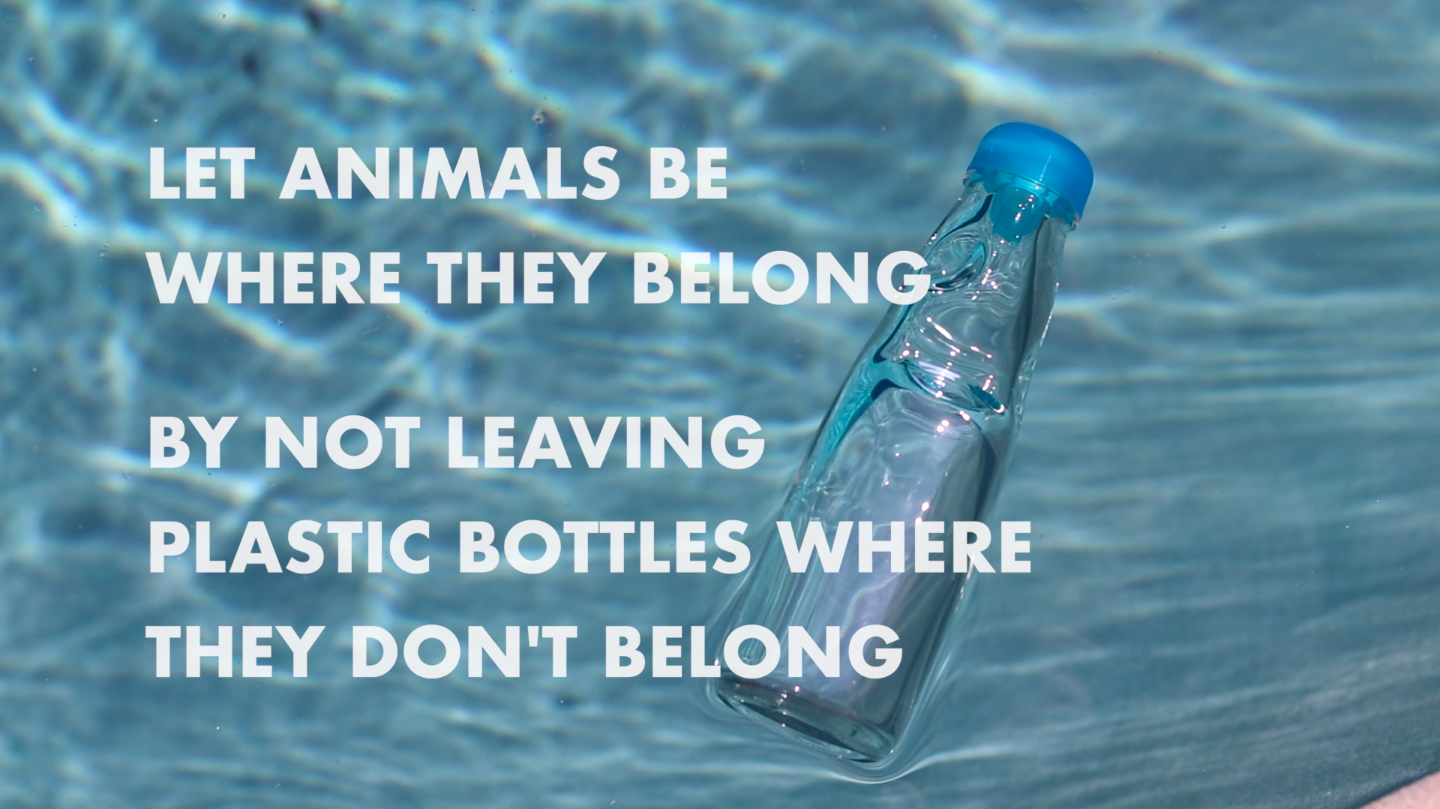 LET ANIMALS BE
WHERE THEY BELONG
BY NOT LEAVING
PLASTIC BOTTLES WHERE
THEY DON'T BELONG